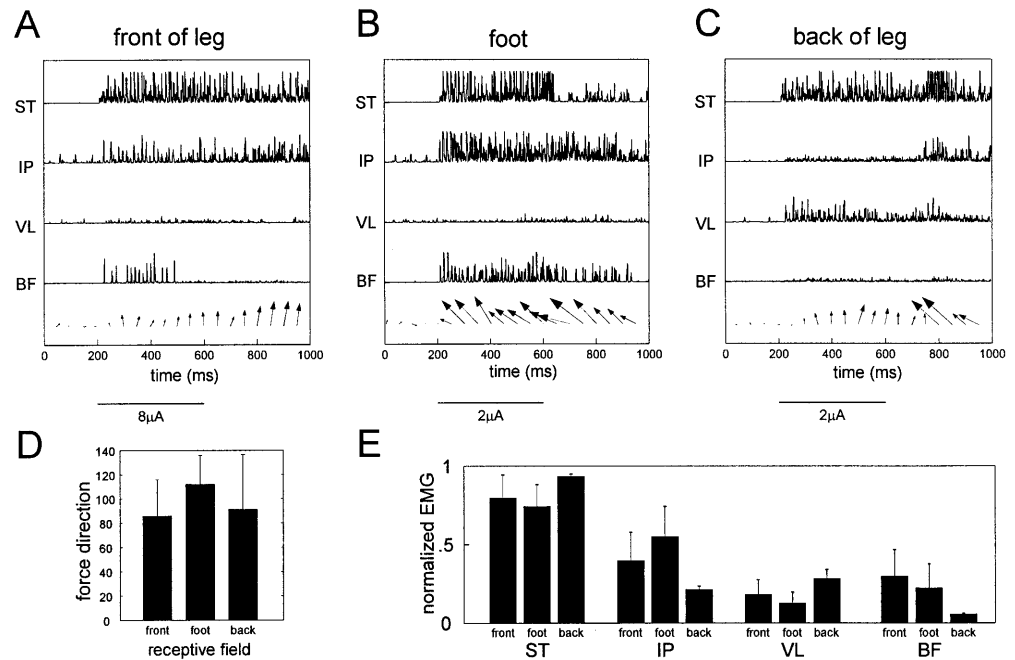 A
front of leg
ST
IP
VL
BF
0 200 400 600 800 1000
time (ms)
8µA
B
foot
ST
IP
VL
BF
0 200 400 600 800 1000
time (ms)
2µA
C
back of leg
ST
IP
VL
BF
0 200 400 600 800 1000
time (ms)
2µA
D
force direction
140
120
100
80
60
40
20
0
front foot back
receptive field
E
normalized EMG
1
.5
0
front foot back front foot back front foot back front foot back
ST IP VL BF